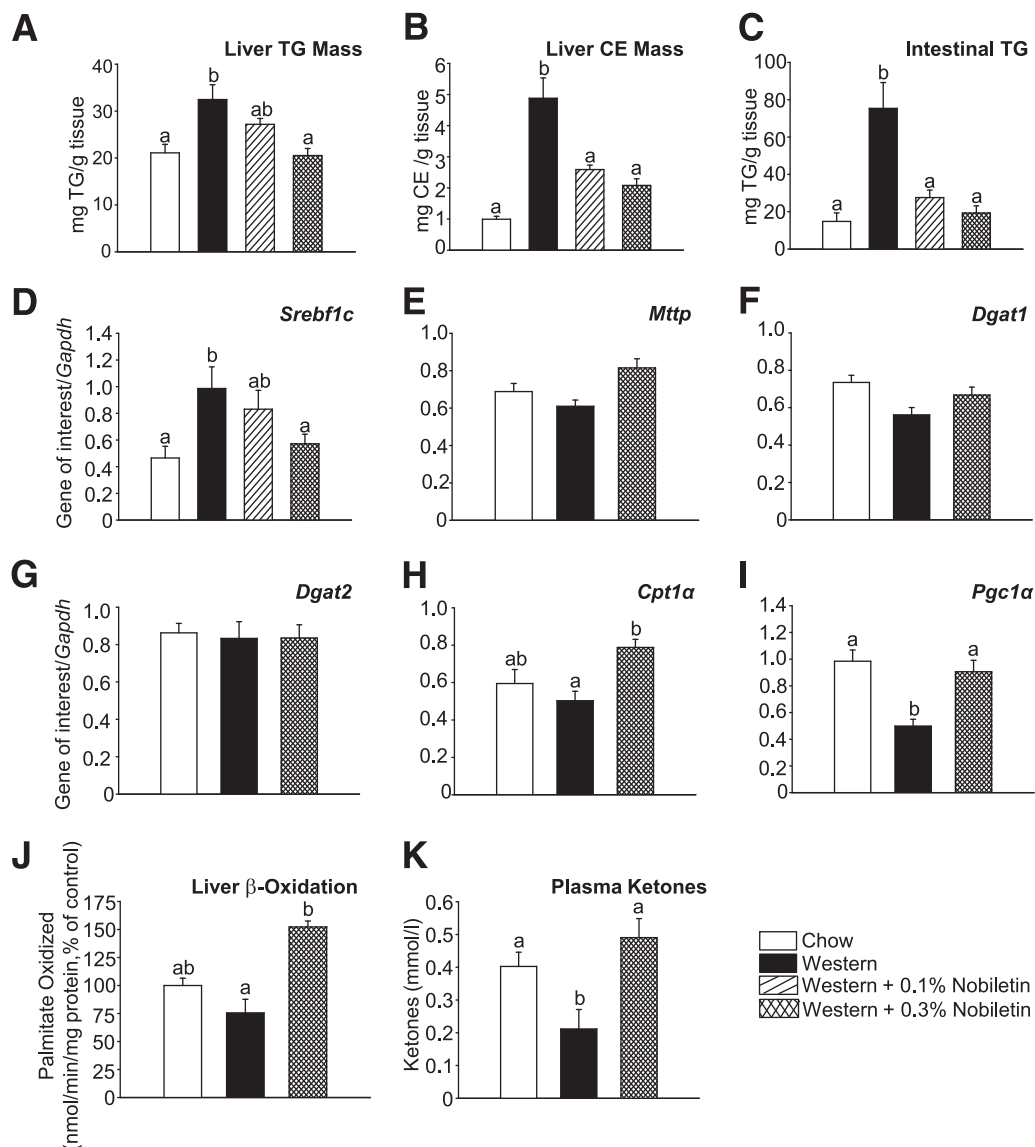 A
Liver TG Mass
mg TG/g tissue
40
30
20
10
0
a
b
ab
a
B
Liver CE Mass
mg CE /g tissue
6
5
4
3
2
1
0
a
b
a
a
C
Intestinal TG
mg TG/g tissue
100
80
60
40
20
0
a
b
a
a
D
Srebf1c
Gene of interest/Gapdh
1.4
1.2
1.0
0.8
0.6
0.4
0.2
0
a
b
ab
a
E
Mttp
1.0
0.8
0.6
0.4
0.2
0
F
Dgat1
1.0
0.8
0.6
0.4
0.2
0
G
Dgat2
Gene of interest/Gapdh
1.0
0.8
0.6
0.4
0.2
0
H
Cpt1α
1.0
0.8
0.6
0.4
0.2
0
ab
a
b
I
Pgc1α
1.4
1.2
1.0
0.8
0.6
0.4
0.2
0
a
b
a
J
Liver β-Oxidation
Palmitate Oxidized
(nmol/min/mg protein,% of control)
175
150
125
100
75
50
25
0
ab
a
b
K
Plasma Ketones
Ketones (mmol/l)
0.6
0.5
0.4
0.3
0.2
0.1
0
a
b
a
Chow
Western
Western + 0.1% Nobiletin
Western + 0.3% Nobiletin